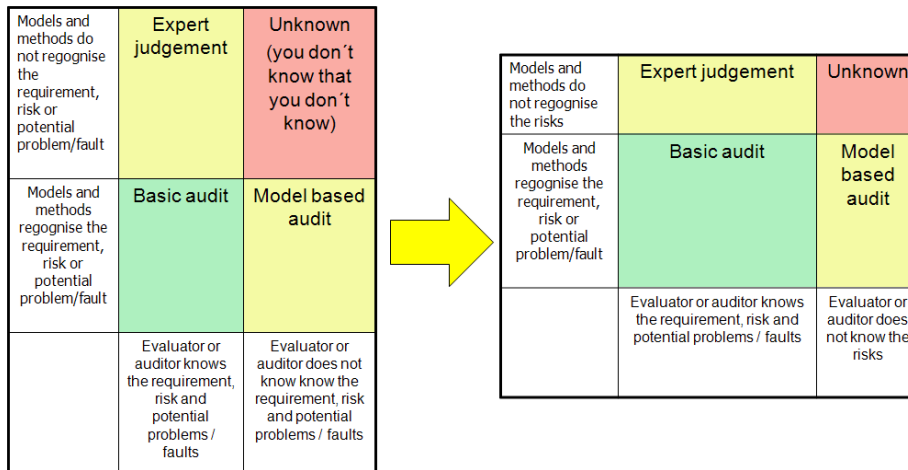 Models and
methods do
not regognise
the
requirement,
risk or
potential
problem/fault
Expert
judgement
Unknown
(you don´t
know that
you don´t
know)
Models and
methods
regognise the
requirement,
risk or
potential
problem/fault
Basic audit
Model based
audit
Evaluator or
auditor knows
the requirement,
risk and
potential
problems /
faults
Evaluator or
auditor does not
know know the
requirement, risk
and potential
problems / faults
Models and
methods do
not regognise
the risks
Expert judgement
Unknown
Models and
methods
regognise the
requirement,
risk or
potential
problem/fault
Basic audit
Model
based
audit
Evaluator or auditor knows
the requirement, risk and
potential problems / faults
Evaluator or
auditor does
not know the
risks